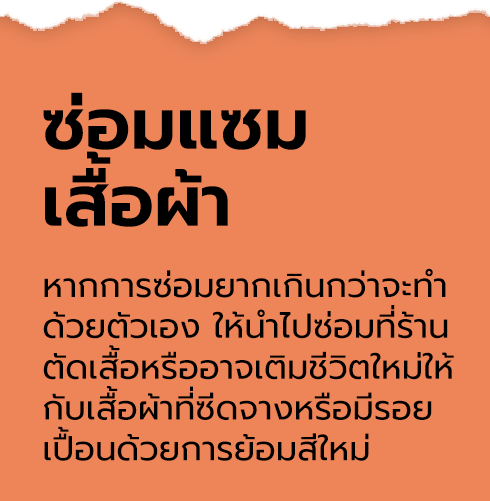 ซ่อมแซม
เสื้อผ้า
หากการซ่อมยากเกินกว่าจะทำ
ด้วยตัวเอง ให้นำไปซ่อมที่ร้าน
ตัดเสื้อหรืออาจเติมชีวิตใหม่ให้
กับเสื้อผ้าที่ซีดจางหรือมีรอย
เปื้อนด้วยการย้อมสีใหม่